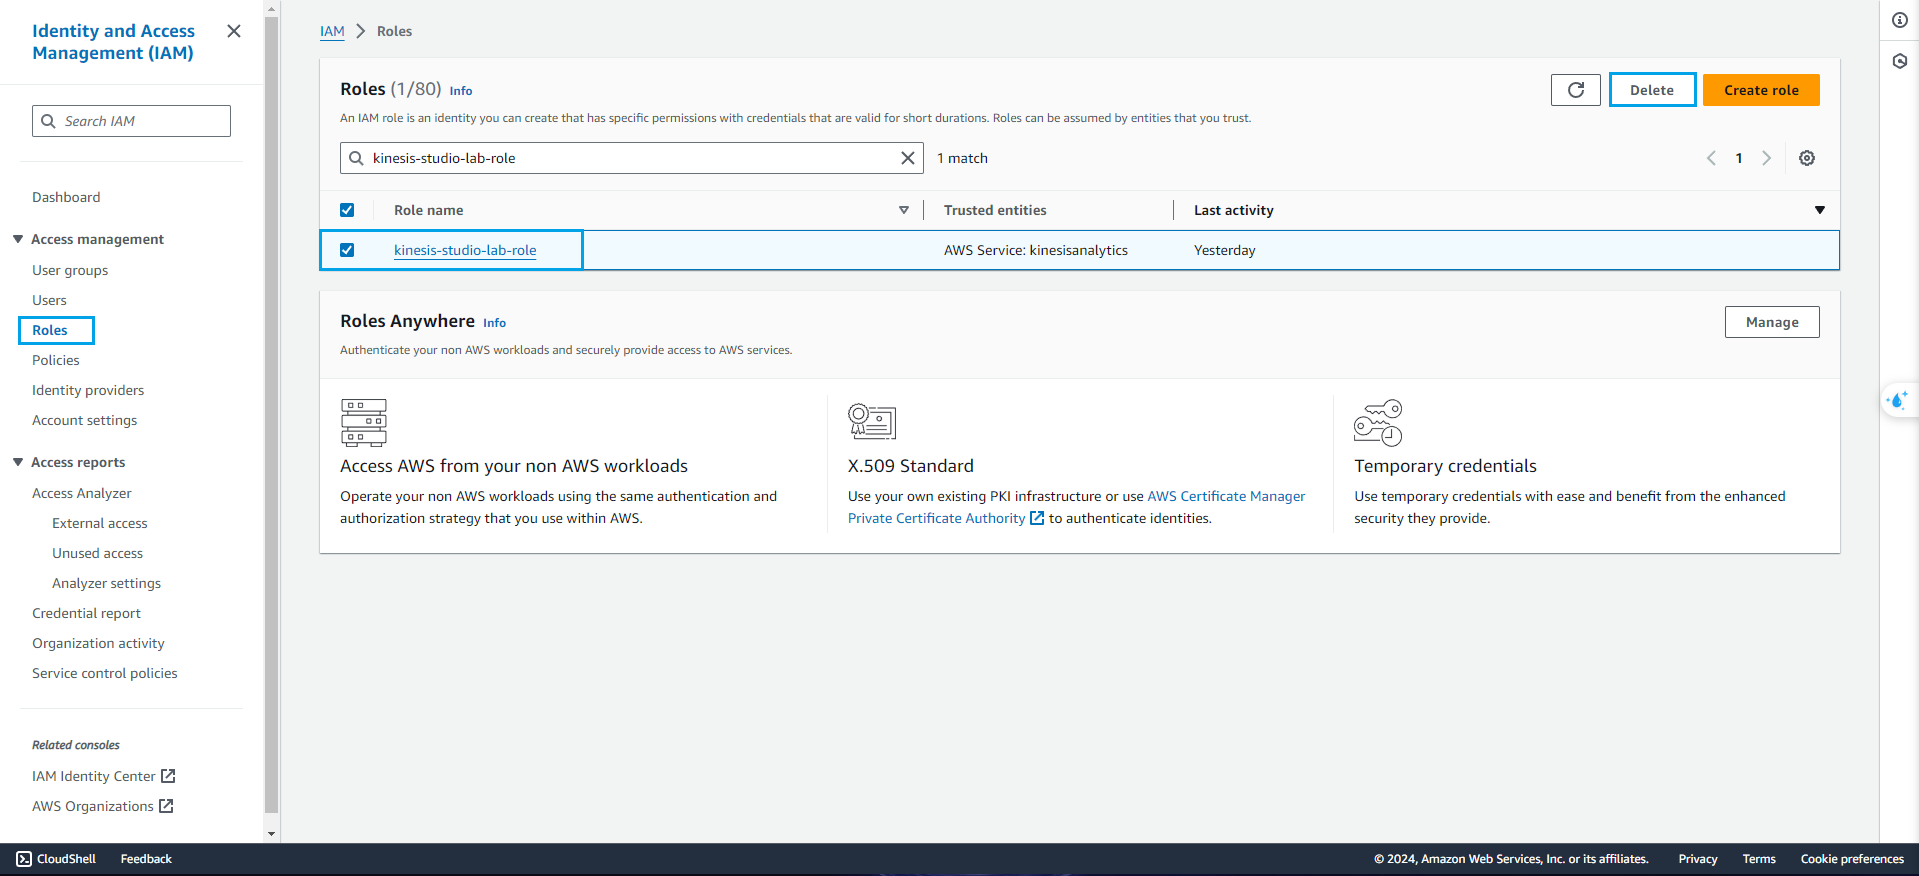 Identity and Access
Management (IAM)
Search IAM
Dashboard
Access management
User groups
Users
Roles
Policies
Identity providers
Account settings
Access reports
Access Analyzer
External access
Unused access
Analyzer settings
Credential report
Organization activity
Service control policies
Related consoles
IAM Identity Center
AWS Organizations
IAM > Roles
Roles (1/80) Info
Delete
Create role
An IAM role is an identity you can create that has specific permissions with credentials that are valid for short durations. Roles can be assumed by entities that you trust.
kinesis-studio-lab-role
1 match
1
Role name
Trusted entities
Last activity
kinesis-studio-lab-role
AWS Service: kinesisanalytics
Yesterday
Roles Anywhere Info
Manage
Authenticate your non AWS workloads and securely provide access to AWS services.
Access AWS from your non AWS workloads
Operate your non AWS workloads using the same authentication and
authorization strategy that you use within AWS.
X.509 Standard
Use your own existing PKI infrastructure or use AWS Certificate Manager
Private Certificate Authority to authenticate identities.
Temporary credentials
Use temporary credentials with ease and benefit from the enhanced
security they provide.
CloudShell
Feedback
© 2024, Amazon Web Services, Inc. or its affiliates.
Privacy
Terms
Cookie preferences